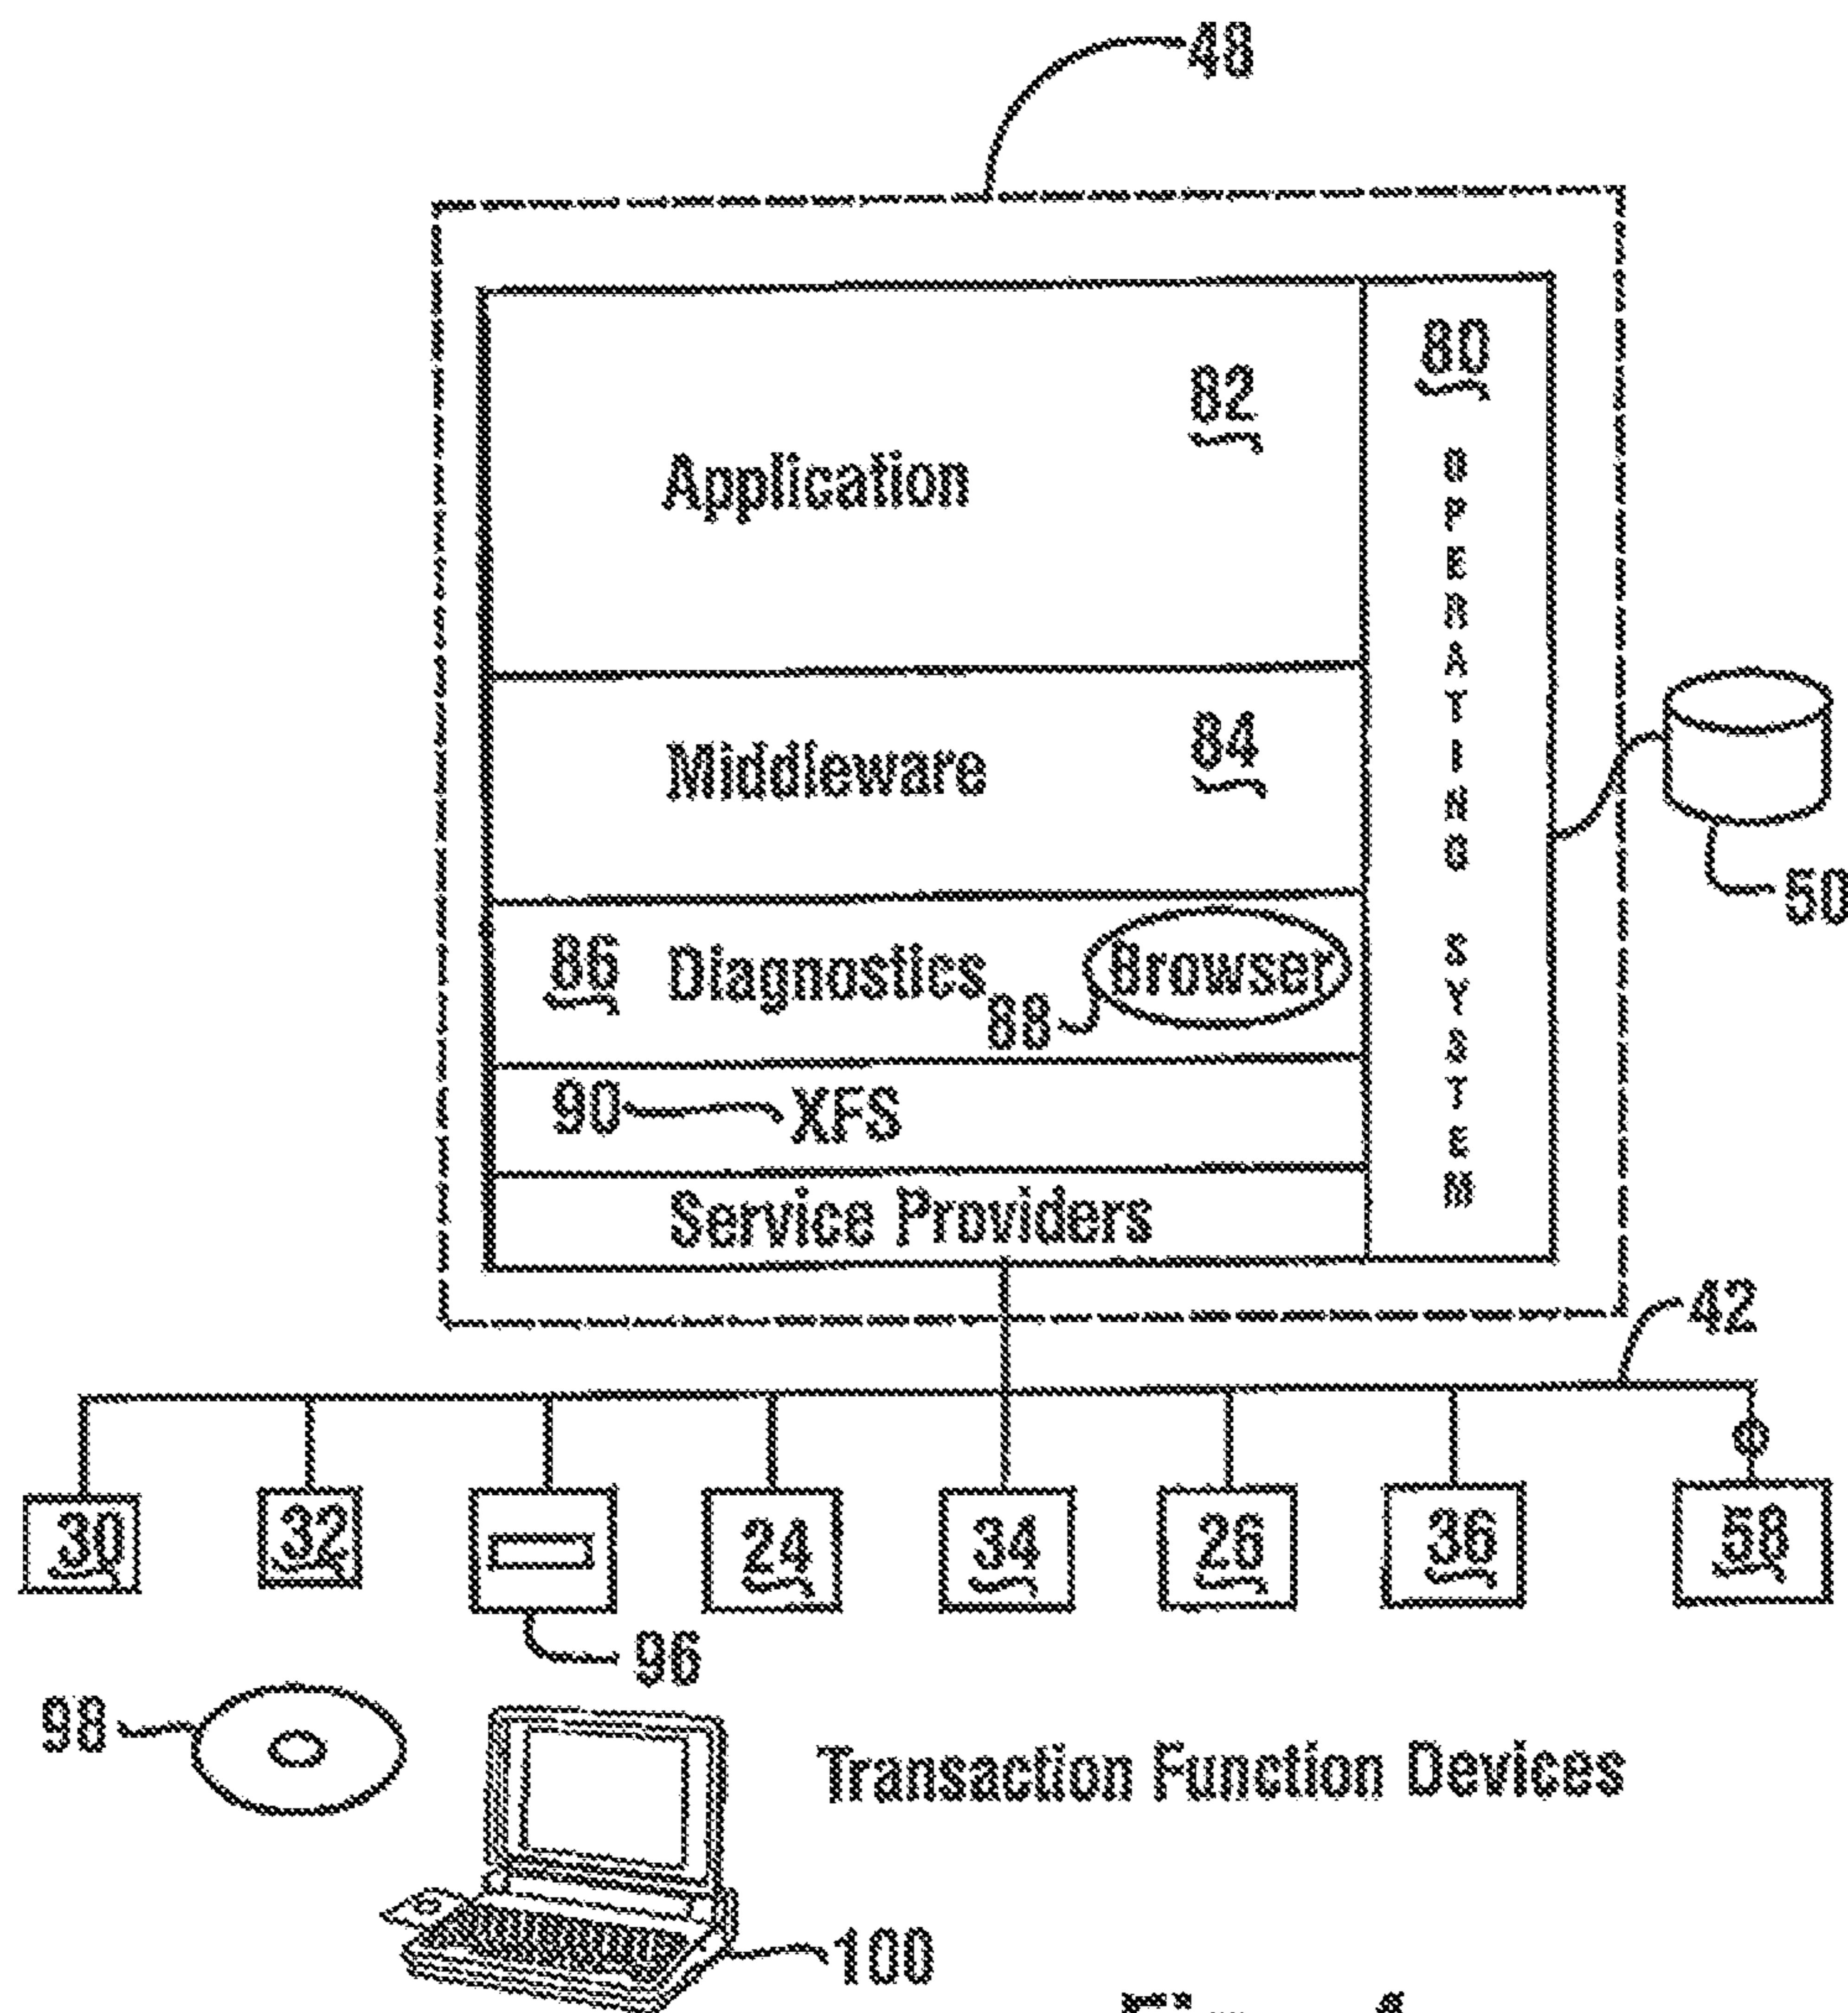 48
80
82
Application
OPERATING SYSTEM
Middleware
84
50
86 Diagnostics
Browser
88
90 XFS
Service Providers
42
30 32 24 34 26 36 58
96
98
Transaction Function Devices
100